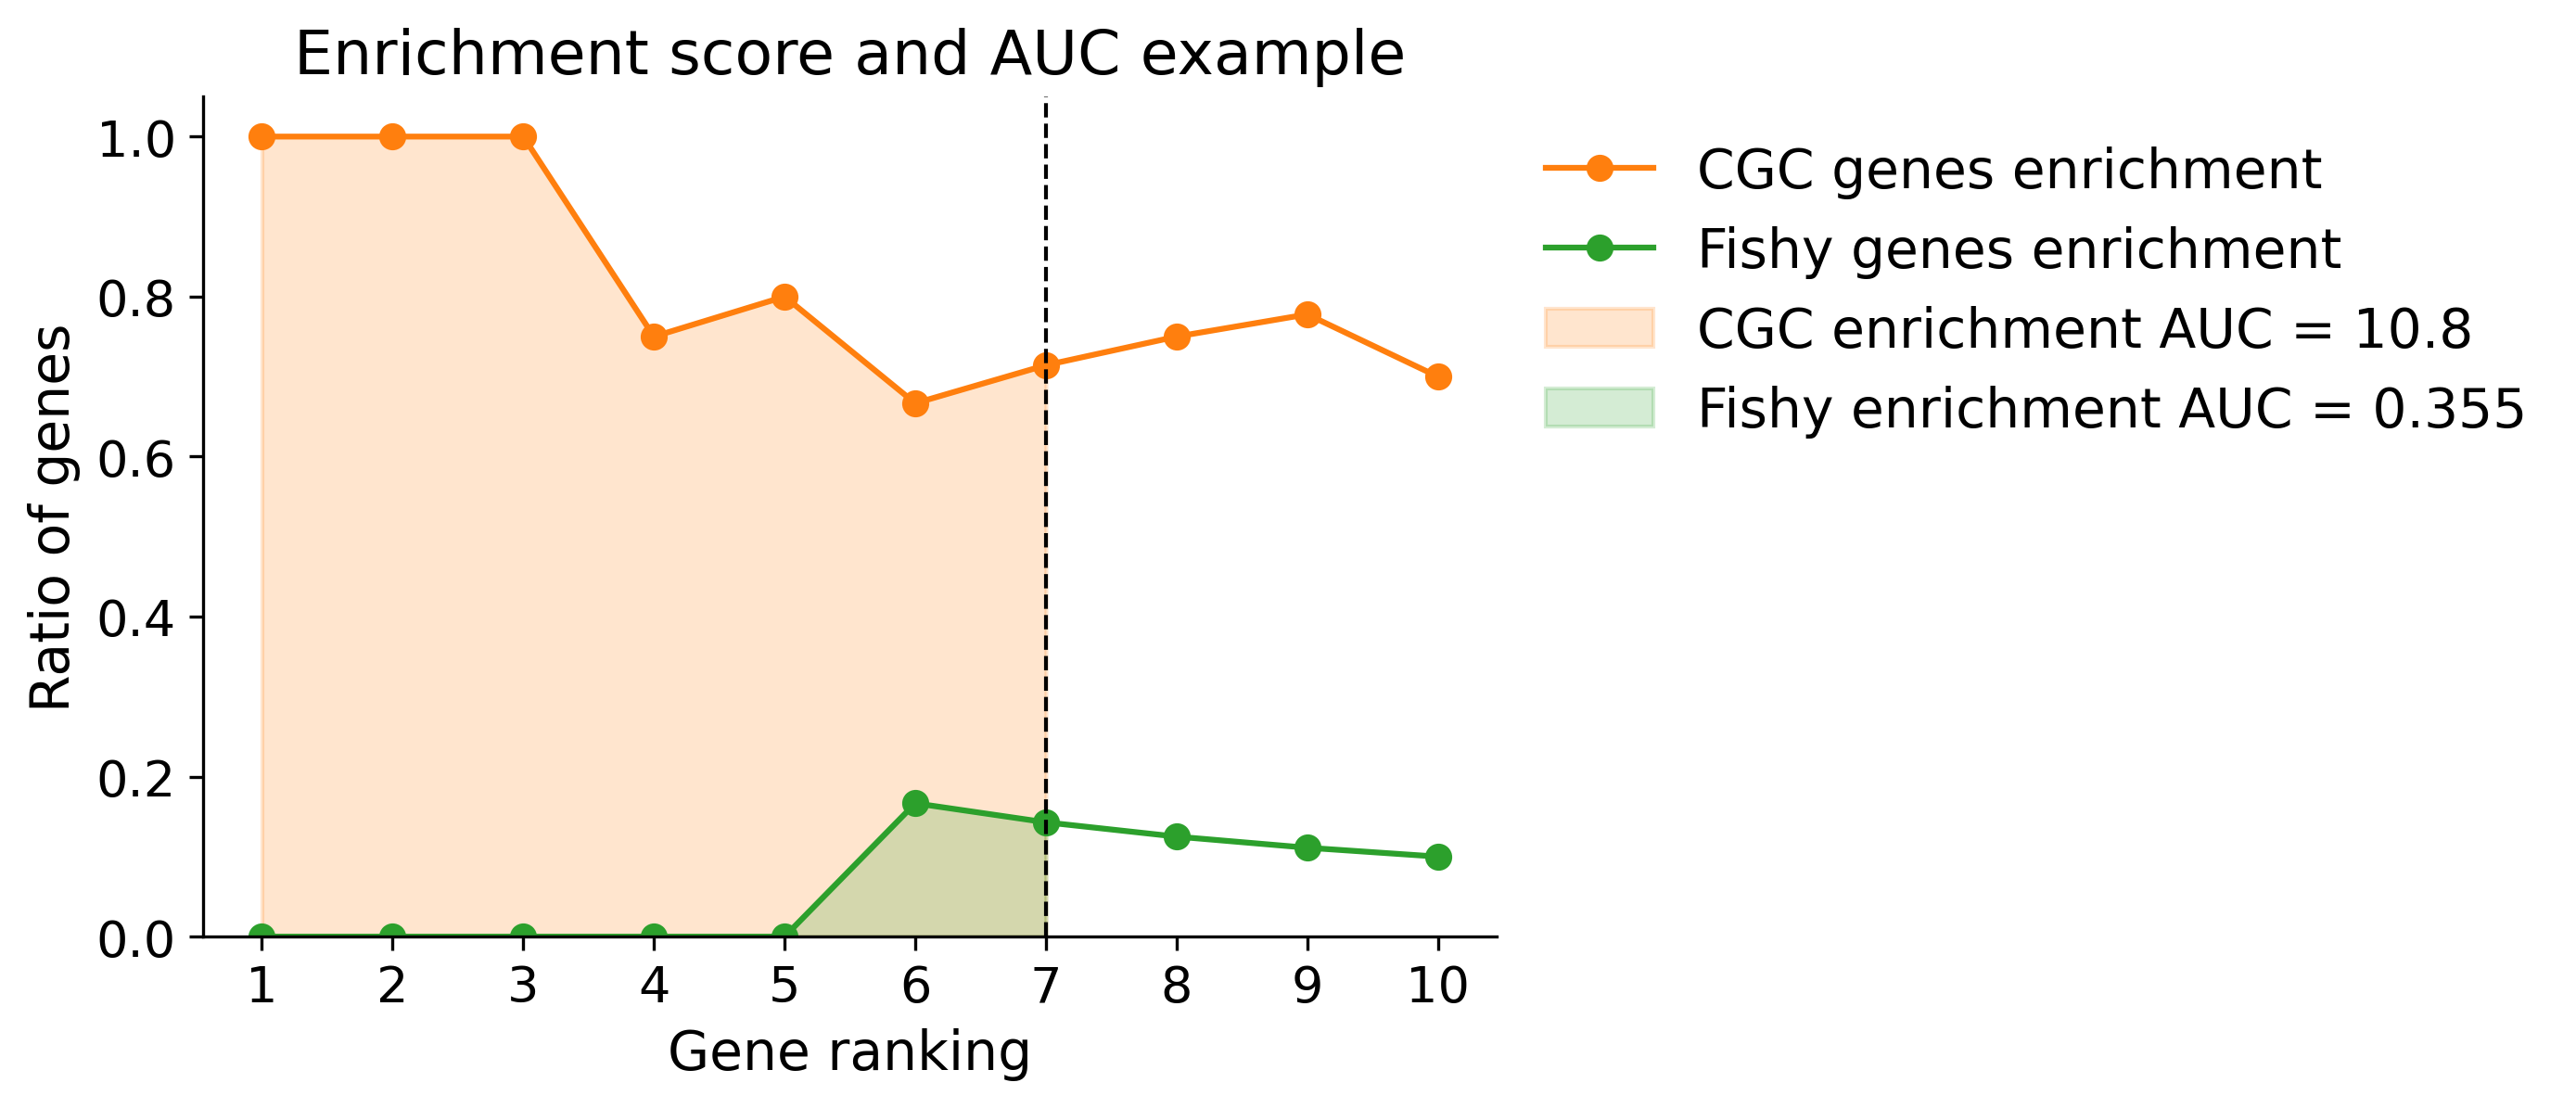 Enrichment score and AUC example
Ratio of genes
1.0
0.8
0.6
0.4
0.2
0.0
1 2 3 4 5 6 7 8 9 10
Gene ranking
CGC genes enrichment
Fishy genes enrichment
CGC enrichment AUC = 10.8
Fishy enrichment AUC = 0.355